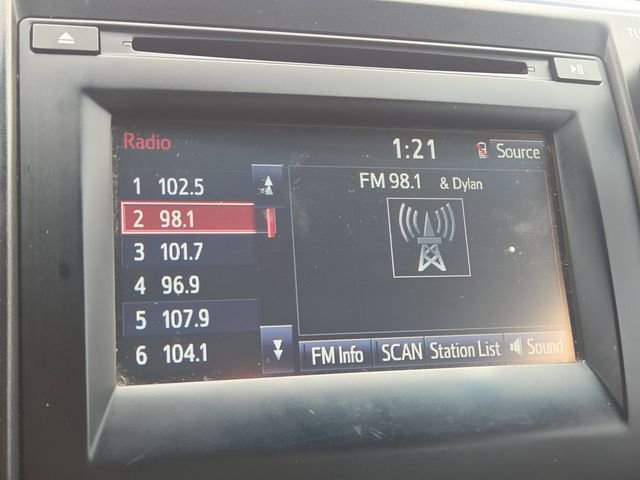 TU
Radio
1:21
Source
1 102.5
FM 98.1 & Dylan
2 98.1
3 101.7
4 96.9
5 107.9
6 104.1
FM Info
SCAN
Station List
Sound